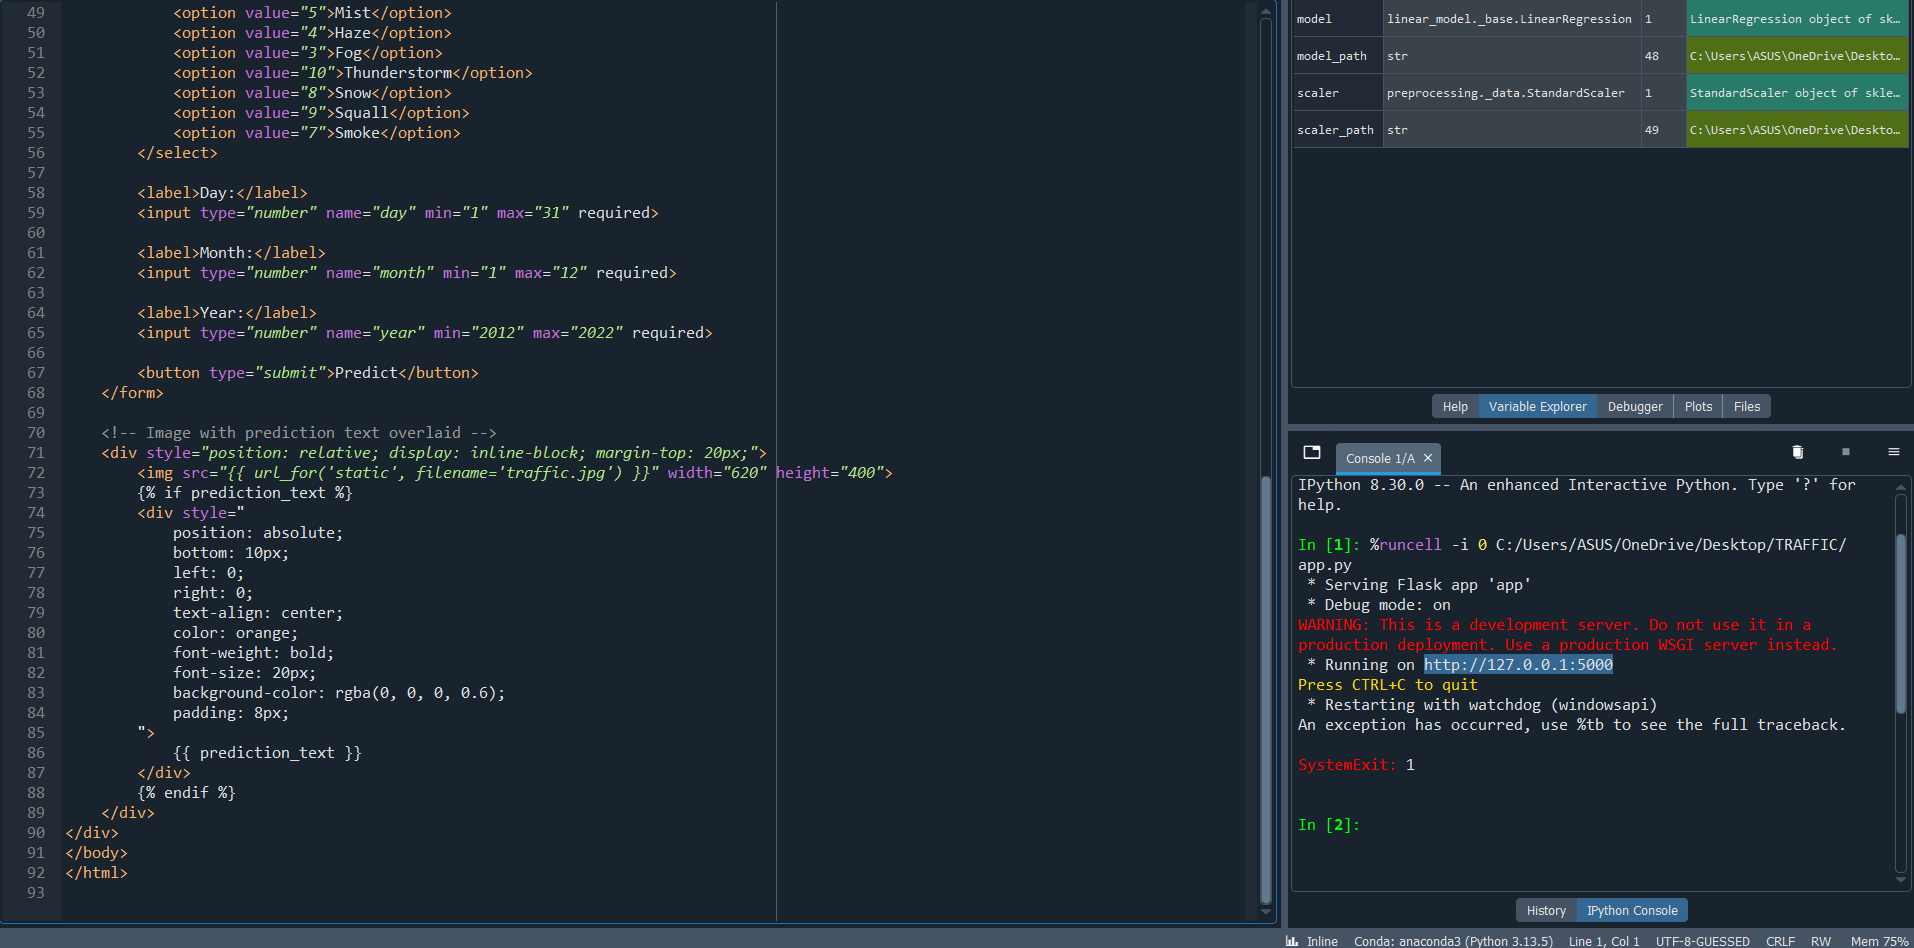 49 <option value="5">Mist</option>
50 <option value="4">Haze</option>
51 <option value="3">Fog</option>
52 <option value="10">Thunderstorm</option>
53 <option value="8">Snow</option>
54 <option value="9">Squall</option>
55 <option value="7">Smoke</option>
56 </select>
57
58 <label>Day:</label>
59 <input type="number" name="day" min="1" max="31" required>
60
61 <label>Month:</label>
62 <input type="number" name="month" min="1" max="12" required>
63
64 <label>Year:</label>
65 <input type="number" name="year" min="2012" max="2022" required>
66
67 <button type="submit">Predict</button>
68 </form>
69
70 <!-- Image with prediction text overlaid -->
71 <div style="position: relative; display: inline-block; margin-top: 20px;">
72 <img src="{{ url_for('static', filename='traffic.jpg') }}" width="620" height="400">
73 {% if prediction_text %}
74 <div style="
75 position: absolute;
76 bottom: 10px;
77 left: 0;
78 right: 0;
79 text-align: center;
80 color: orange;
81 font-weight: bold;
82 font-size: 20px;
83 background-color: rgba(0, 0, 0, 0.6);
84 padding: 8px;
85 ">
86 {{ prediction_text }}
87 </div>
88 {% endif %}
89 </div>
90 </div>
91 </body>
92 </html>
93
model linear_model._base.LinearRegression 1 LinearRegression object of sk…
model_path str 48 C:\Users\ASUS\OneDrive\Deskto…
scaler preprocessing._data.StandardScaler 1 StandardScaler object of skle…
scaler_path str 49 C:\Users\ASUS\OneDrive\Deskto…
Help Variable Explorer Debugger Plots Files
Console 1/A ×
IPython 8.30.0 -- An enhanced Interactive Python. Type '?' for
help.
In [1]: %runcell -i 0 C:/Users/ASUS/OneDrive/Desktop/TRAFFIC/
app.py
* Serving Flask app 'app'
* Debug mode: on
WARNING: This is a development server. Do not use it in a
production deployment. Use a production WSGI server instead.
* Running on http://127.0.0.1:5000
Press CTRL+C to quit
* Restarting with watchdog (windowsapi)
An exception has occurred, use %tb to see the full traceback.
SystemExit: 1
In [2]:
History IPython Console
Inline Conda: anaconda3 (Python 3.13.5) Line 1, Col 1 UTF-8-GUESSED CRLF RW Mem 75%